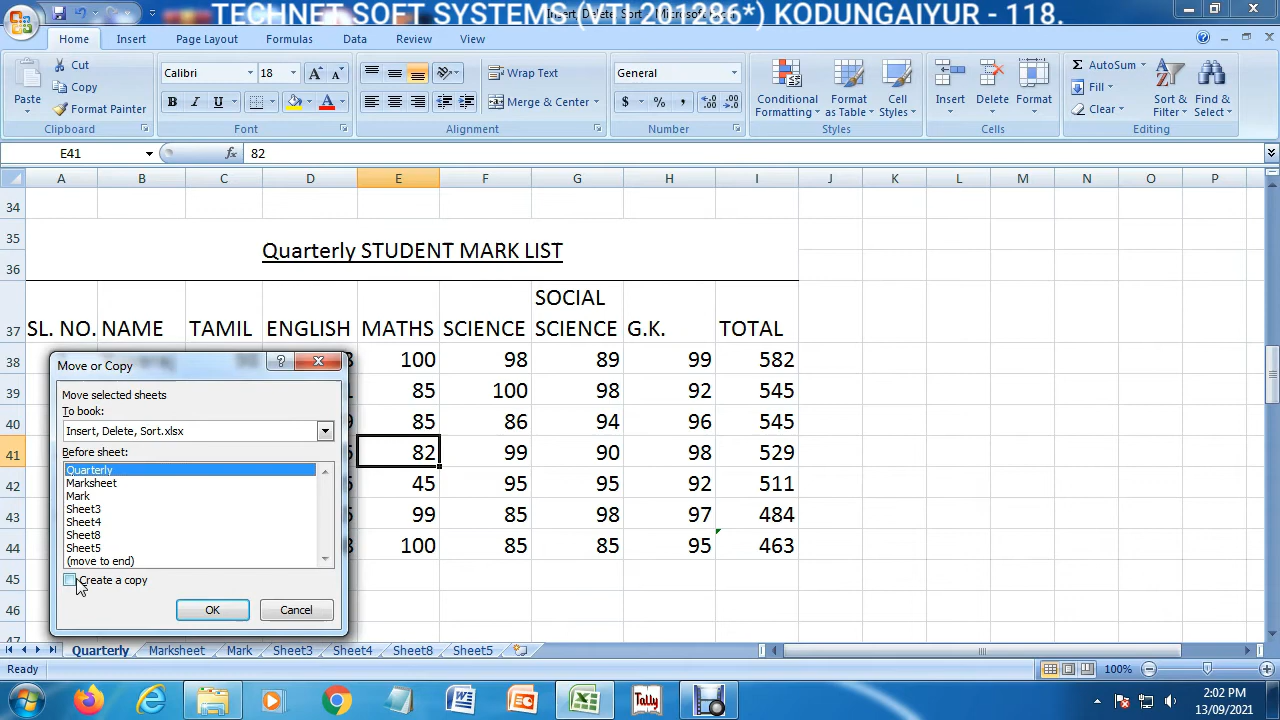 TECHNET SOFT SYSTEMS (MT201286*) KODUNGAIYUR - 118.
Home Insert Page Layout Formulas Data Review View
Paste
Cut
Copy
Format Painter
Clipboard
Calibri 18
B I U
Font
Wrap Text
Merge & Center
Alignment
General
$ % ,
Number
Conditional Formatting
Format as Table
Cell Styles
Styles
Insert Delete Format
Cells
AutoSum
Fill
Clear
Sort & Filter
Find & Select
Editing
E41 fx 82
A B C D E F G H I J K L M N O P
34
35
Quarterly STUDENT MARK LIST
36
SOCIAL
37 SL. NO. NAME TAMIL ENGLISH MATHS SCIENCE SCIENCE G.K. TOTAL
38 100 98 89 99 582
39 85 100 98 92 545
40 85 86 94 96 545
41 82 99 90 98 529
42 45 95 95 92 511
43 99 85 98 97 484
44 100 85 85 95 463
45
46
47
Move or Copy
Move selected sheets
To book:
Insert, Delete, Sort.xlsx
Before sheet:
Quarterly
Marksheet
Mark
Sheet3
Sheet4
Sheet8
Sheet5
(move to end)
Create a copy
OK Cancel
Quarterly Marksheet Mark Sheet3 Sheet4 Sheet8 Sheet5
Ready 100%
Tally
2:02 PM
13/09/2021